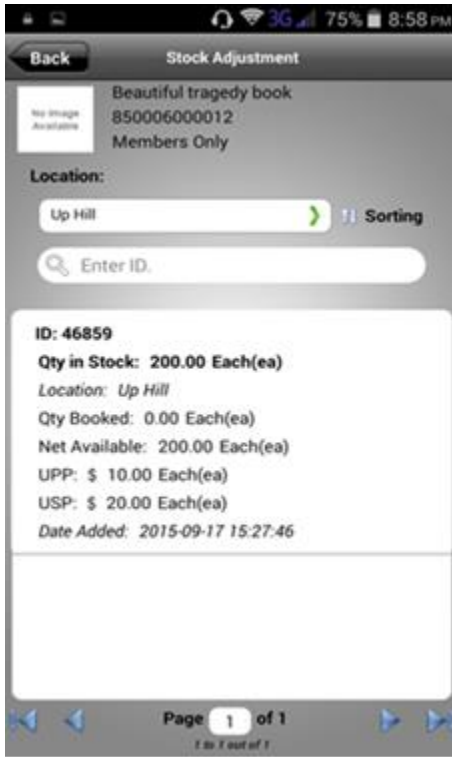 3G 75% 8:58 PM
Back Stock Adjustment
No Image
Available
Beautiful tragedy book
850006000012
Members Only
Location:
Up Hill
Sorting
Enter ID.
ID: 46859
Qty in Stock: 200.00 Each(ea)
Location: Up Hill
Qty Booked: 0.00 Each(ea)
Net Available: 200.00 Each(ea)
UPP: $ 10.00 Each(ea)
USP: $ 20.00 Each(ea)
Date Added: 2015-09-17 15:27:46
Page 1 of 1
1 to 1 out of 1